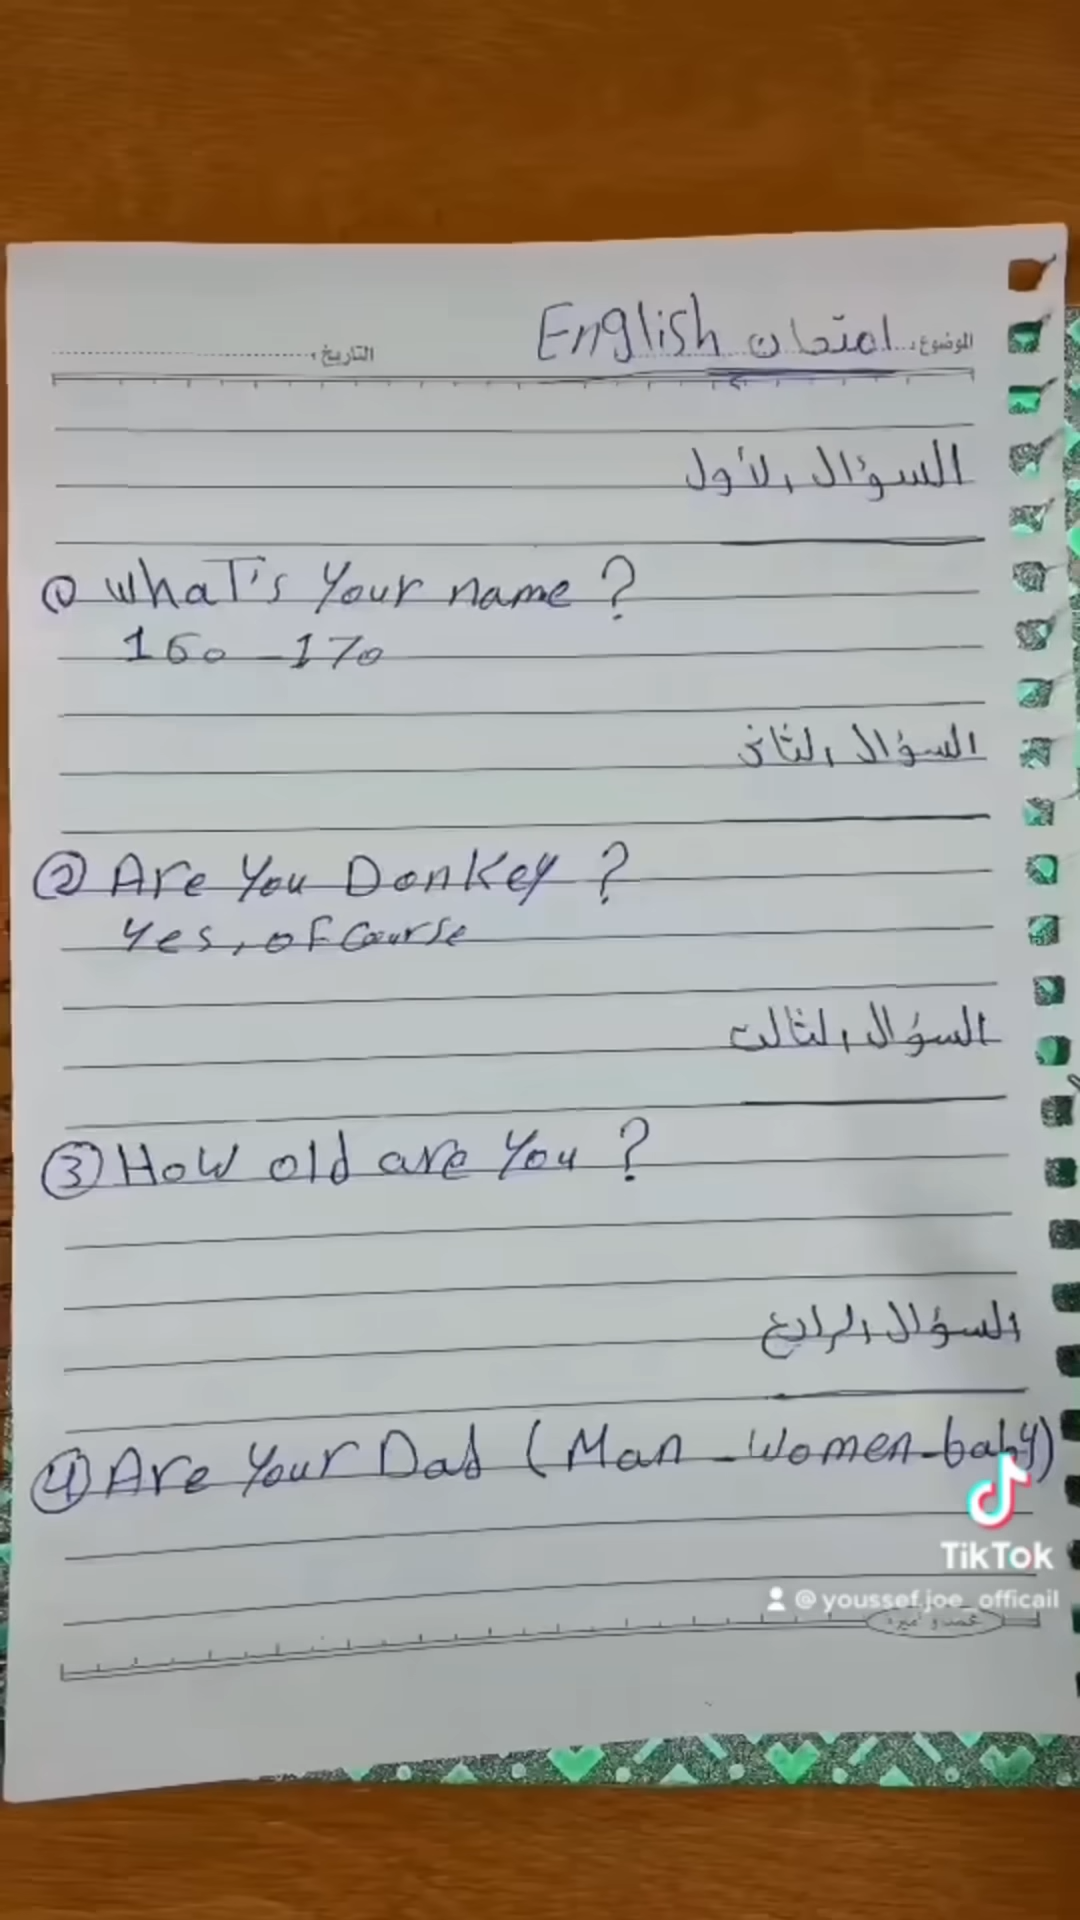 الموضوع: امتحان English
التاريخ:
السؤال الأول
① WhaT's Your name ?
160 - 170
السؤال الثانى
② Are You Donkey ?
Yes, of Course
السؤال الثالث
③ How old are You ?
السؤال الرابع
④ Are Your Dad ( Man - Women - baby)
TikTok
@ youssef.joe_officail